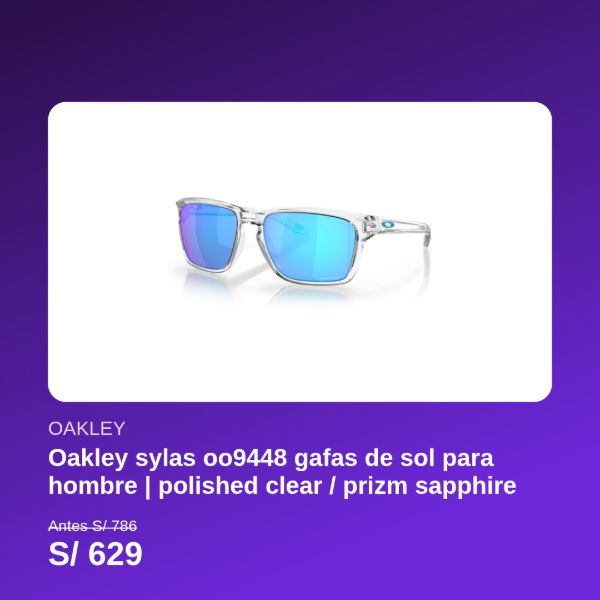 OAKLEY
Oakley sylas oo9448 gafas de sol para
hombre | polished clear / prizm sapphire
Antes S/ 786
S/ 629